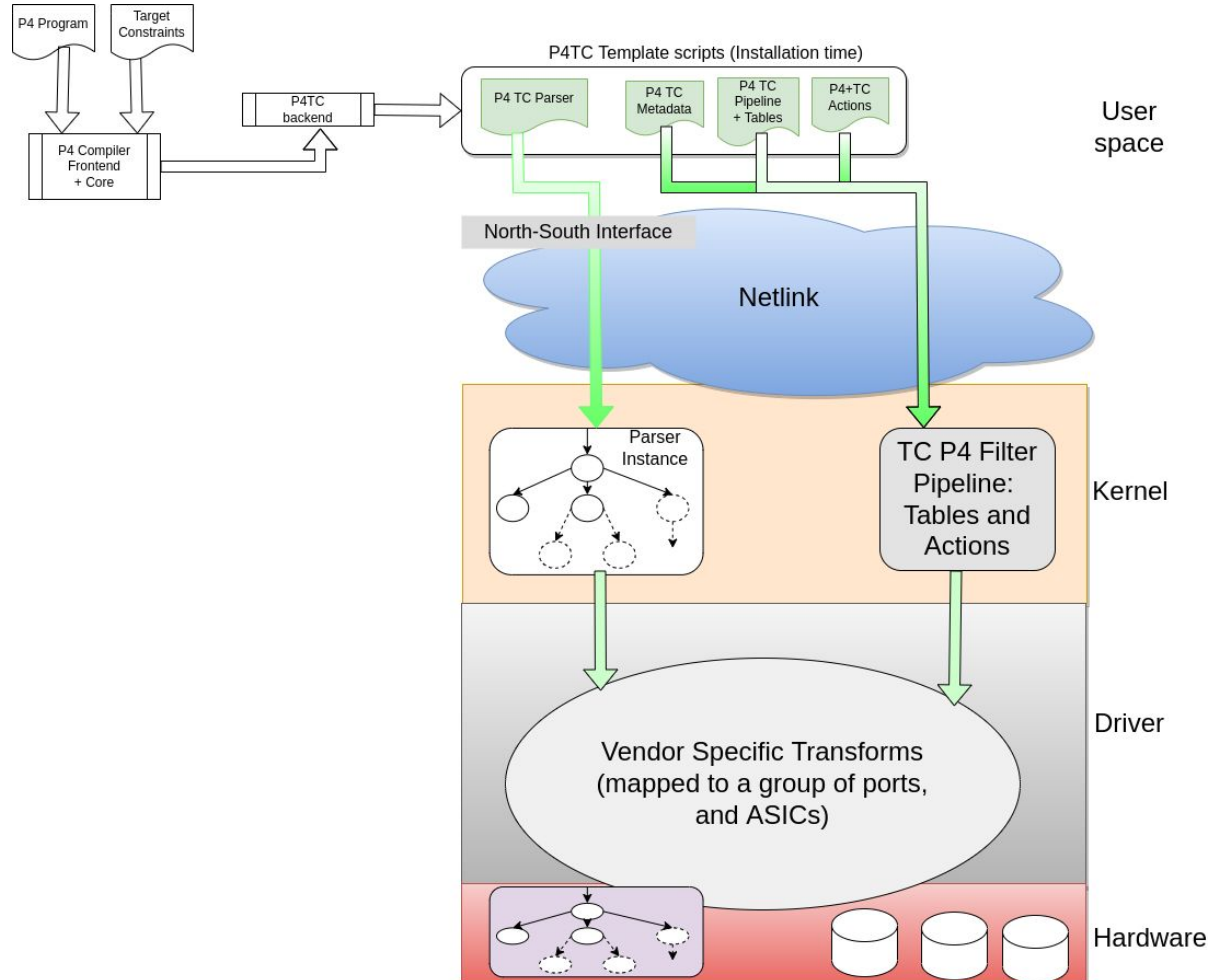 P4 Program
Target
Constraints
P4TC Template scripts (Installation time)
P4 TC Parser
P4 TC
Metadata
P4 TC
Pipeline
+ Tables
P4+TC
Actions
User
space
P4TC
backend
P4 Compiler
Frontend
+ Core
North-South Interface
Netlink
Parser
Instance
TC P4 Filter
Pipeline:
Tables and
Actions
Kernel
Vendor Specific Transforms
(mapped to a group of ports,
and ASICs)
Driver
Hardware